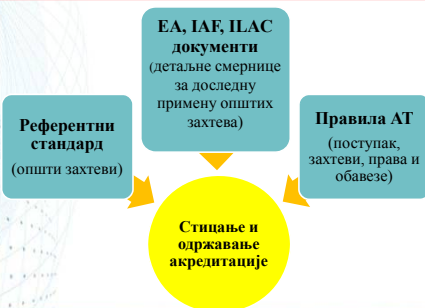 EA, IAF, ILAC
документи
(детаљне смернице
за доследну
примену општих
захтева)
Референтни
стандард
(општи захтеви)
Правила АТ
(поступак,
захтеви, права и
обавезе)
Стицање и
одржавање
акредитације